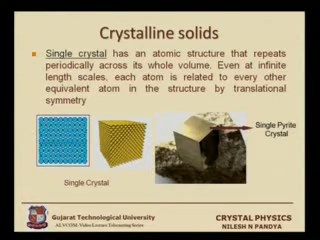 Crystalline solids
Single crystal has an atomic structure that repeats
periodically across its whole volume. Even at infinite
length scales, each atom is related to every other
equivalent atom in the structure by translational
symmetry
Single Pyrite
Crystal
Single Crystal
Gujarat Technological University
CRYSTAL PHYSICS
NILESH N PANDYA